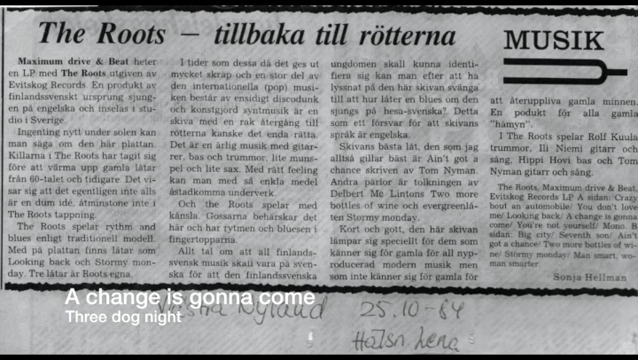 The Roots – tillbaka till rötterna
MUSIK
Maximum drive & Beat heter
en LP med The Roots utgiven av
Evitskog Records. En produkt av
finlandssvenskt ursprung sjung-
en på engelska och inselats i stu-
dio i Sverige.
Ingenting nytt under solen kan
man säga om den här plattan.
Killarna i The Roots har tagit sig
före att värma upp gamla låtar
från 60-talet och tidigare. Det vi-
sar sig att det egentligen inte alls
är en dum idé, åtminstone inte i
The Roots tappning.
The Roots spelar rythm and
blues enligt traditionell modell.
Med på plattan finns låtar som
Looking back och Stormy mon-
day. Tre låtar är Roots egna.
I tider som dessa då det ges ut
mycket skräp och en stor del av
den internationella (pop) musi-
ken består av ensidigt discodunk
och konstgjord syntmusik är en
skiva med en rak återgång till
rötterna kanske det enda rätta.
Det är en årlig musik med gitar-
rer, bas och trummor, lite muns-
pel och lite sax. Med rätt feeling
kan man med så enkla medel
åstadkomma underverk.
Och the Roots spelar med
känsla. Gossarna behärskar det
här och har rytmen och bluesen i
fingertopparna.
Allt tal om att all finlands-
svensk musik skall vara på sven-
ska för att den finlandssvenska
ungdomen skall kunna identi-
fiera sig kan man efter att ha
lyssnat på den här skivan svänga
till att hur låter en blues om den
sjungs på hesa-svenska? Detta
som ett försvar för att skivans
språk är engelska.
Skivans bästa låt, den som jag
alltså gillar bäst är Ain't got a
chance skriven av Tom Nyman.
Andra pärlor är tolkningen av
Delbert Mc Lintons Two more
bottles of wine och evergreenlå-
ten Stormy monday.
Kort och gott, den här skivan
lämpar sig speciellt för dem som
känner sig för gamla för all nyp-
roducerad modern musik men
som inte känner sig för gamla för
att återuppliva gamla minnen.
En podukt för alla gamla
"hämyn".
I The Roots spelar Rolf Kuula
trummor, Ili Niemi gitarr och
sång, Hippi Hovi bas och Tom
Nyman gitarr och sång.
The Roots, Maximum drive & Beat.
Evitskog Records LP A sidan: Crazy
bout an automobile/ You don't love
me/ Looking back/ A change is gonna
come/ You're not yourself/ Mono. B
sidan: Big city/ Seventh son/ Ain't
got a chance/ Two more bottles of wi-
ne/ Stormy monday/ Man smart, wo-
man smarter.
Sonja Hellman
A change is gonna come
Three dog night
Västra Nyland 25.10-84